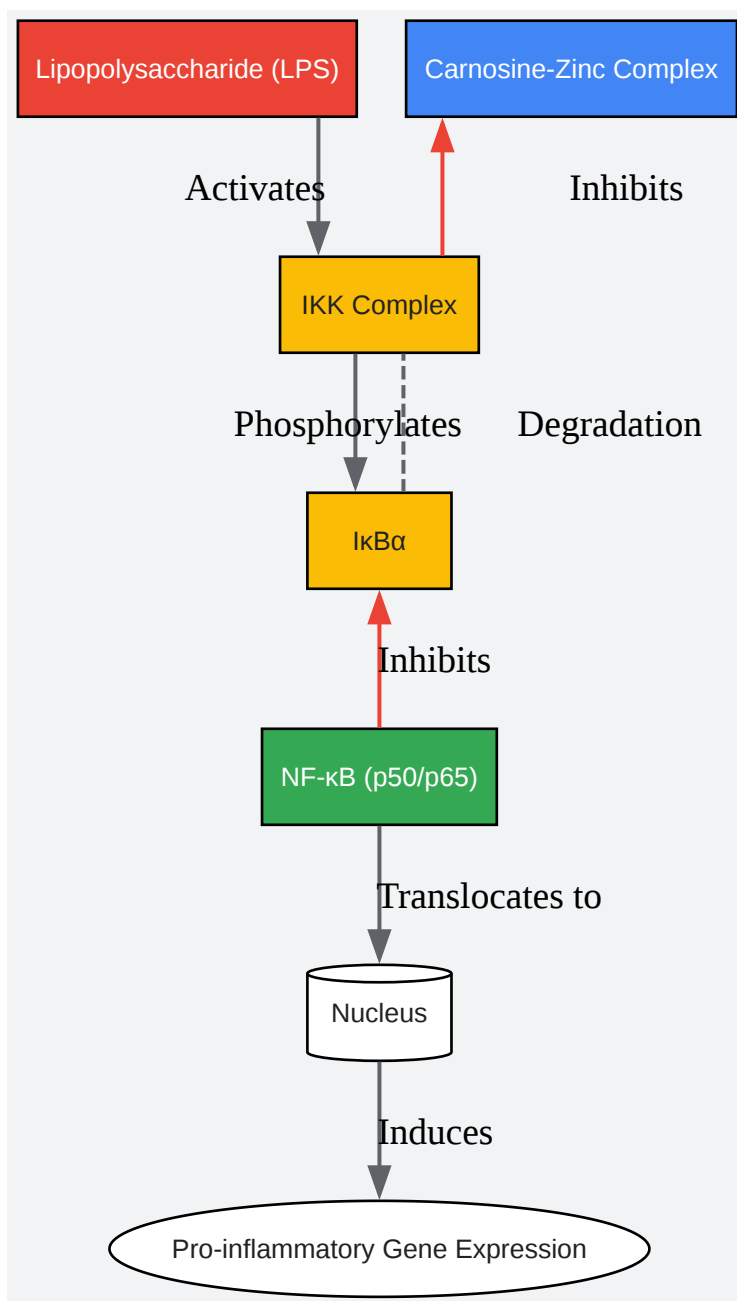 Lipopolysaccharide (LPS)
Carnosine-Zinc Complex
Activates
Inhibits
IKK Complex
Phosphorylates
Degradation
IκBα
Inhibits
NF-κB (p50/p65)
Translocates to
Nucleus
Induces
Pro-inflammatory Gene Expression